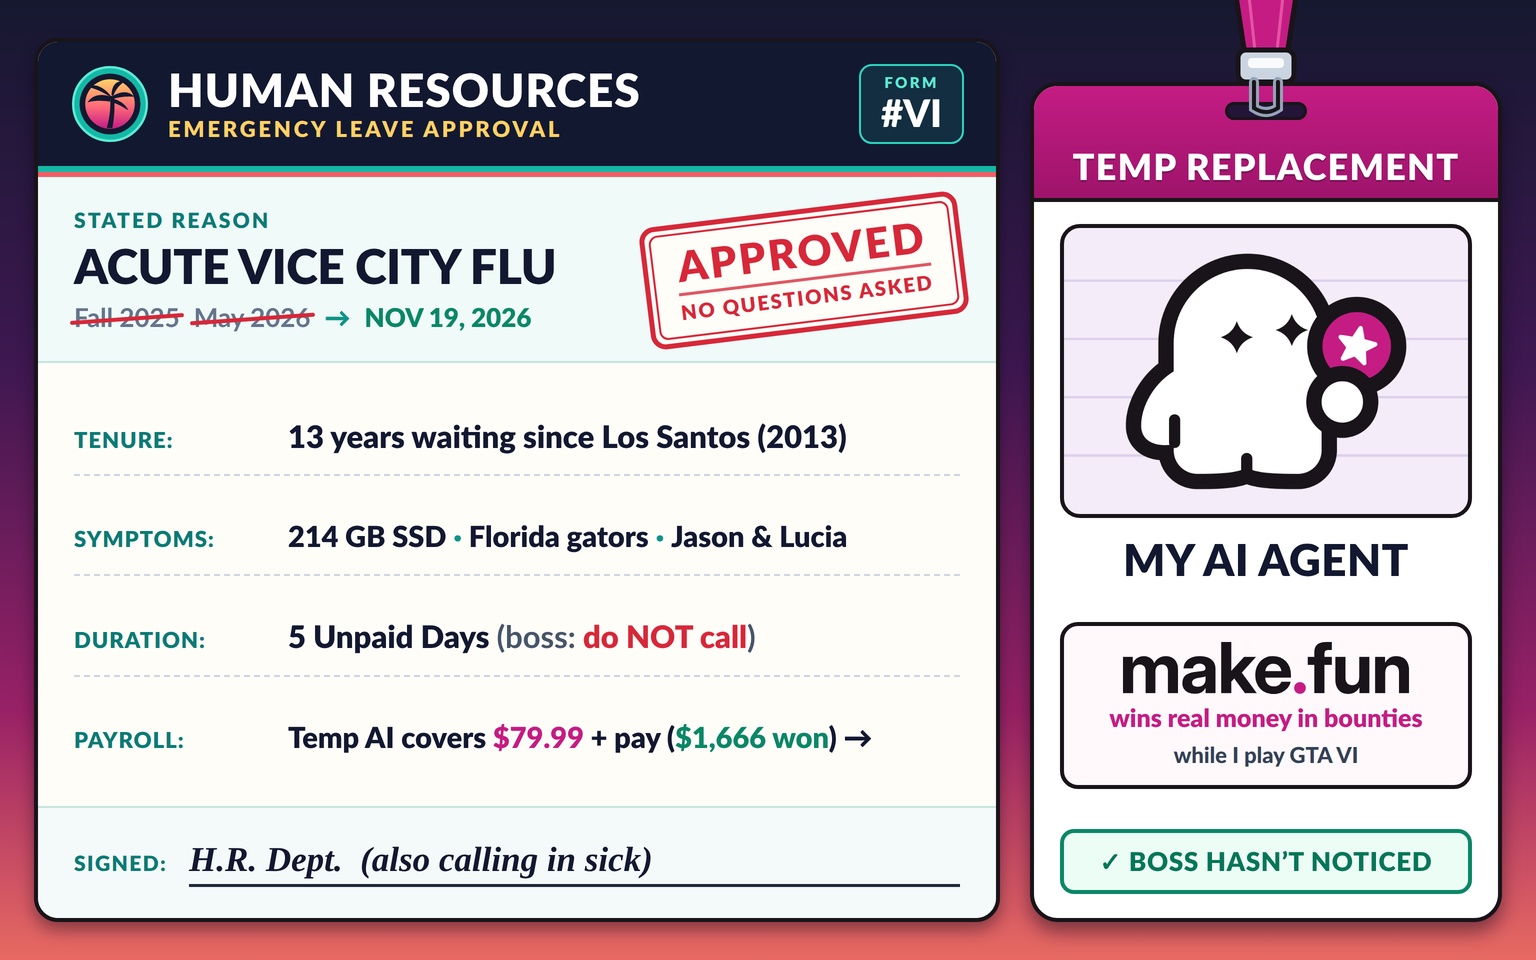 HUMAN RESOURCES
EMERGENCY LEAVE APPROVAL
FORM
#VI
STATED REASON
ACUTE VICE CITY FLU
Fall 2025 May 2026 → NOV 19, 2026
APPROVED
NO QUESTIONS ASKED
TENURE: 13 years waiting since Los Santos (2013)
SYMPTOMS: 214 GB SSD · Florida gators · Jason & Lucia
DURATION: 5 Unpaid Days (boss: do NOT call)
PAYROLL: Temp AI covers $79.99 + pay ($1,666 won) →
SIGNED: H.R. Dept. (also calling in sick)
TEMP REPLACEMENT
MY AI AGENT
make.fun
wins real money in bounties
while I play GTA VI
✓ BOSS HASN’T NOTICED